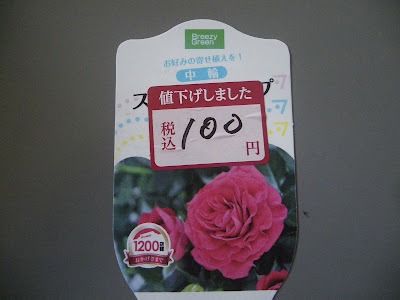 Breezy
Green
お好みの寄せ植えを!
中輪
ス プ
値下げしました
税込 100 円
1200